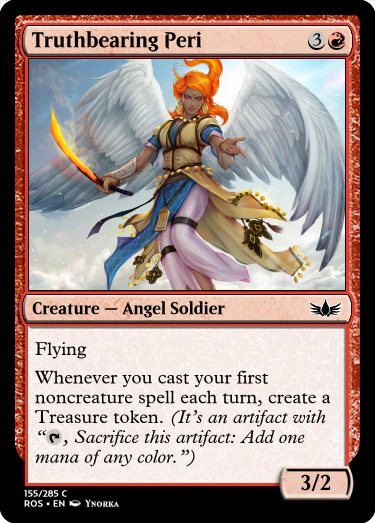 Truthbearing Peri 3
Creature — Angel Soldier
Flying
Whenever you cast your first
noncreature spell each turn, create a
Treasure token. (It's an artifact with
“, Sacrifice this artifact: Add one
mana of any color.”)
3/2
155/285 C
ROS • EN Ynorka